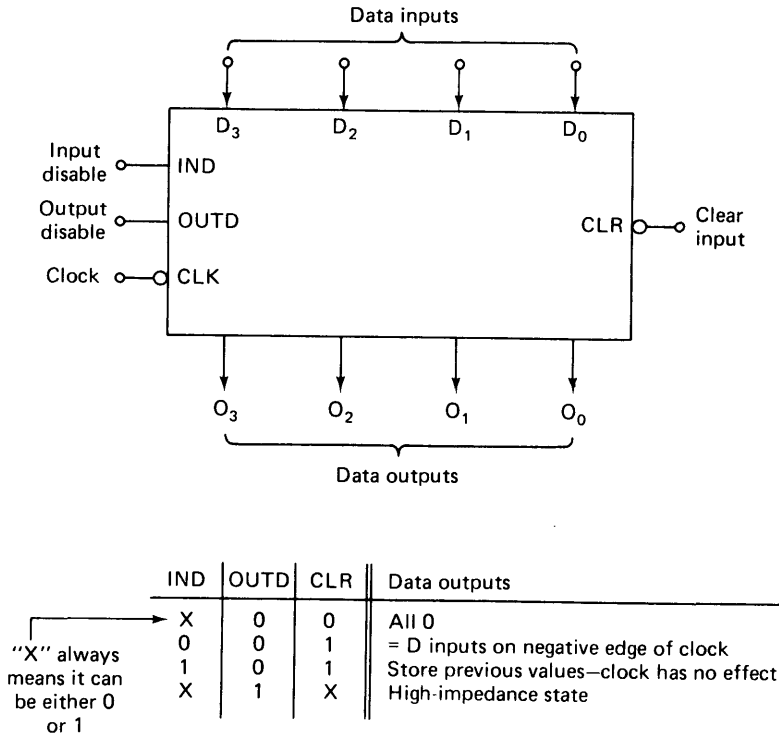 Data inputs
D3 D2 D1 D0
Input
disable
IND
Output
disable
OUTD
CLR
Clear
input
Clock
CLK
O3 O2 O1 O0
Data outputs
IND OUTD CLR Data outputs
X 0 0 All 0
0 0 1 = D inputs on negative edge of clock
1 0 1 Store previous values—clock has no effect
X 1 X High-impedance state
"X" always
means it can
be either 0
or 1